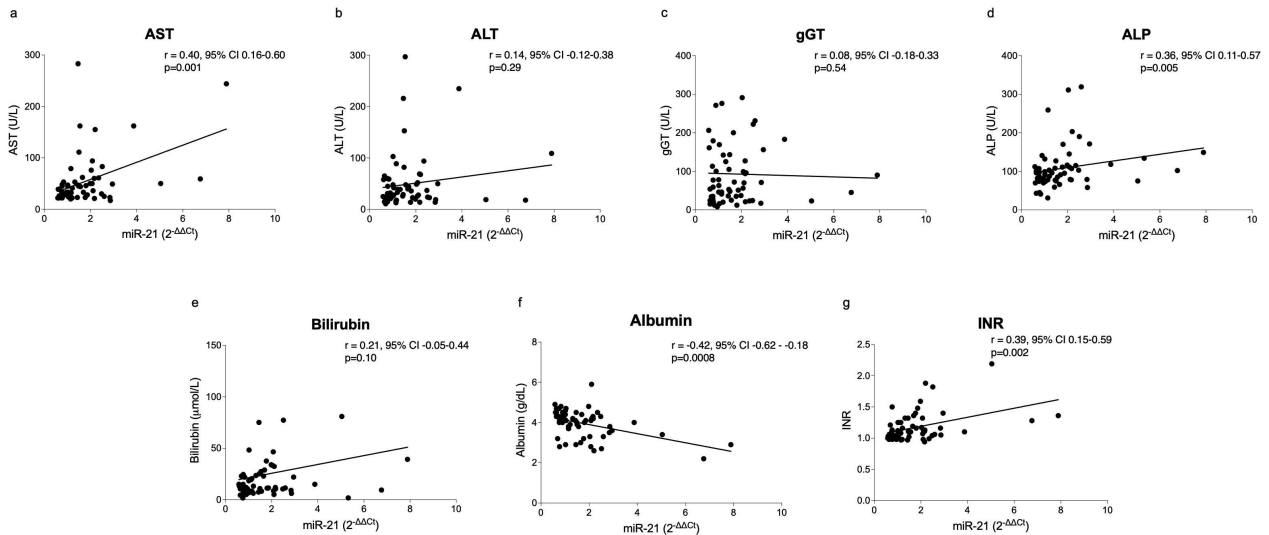 a
AST
r = 0.40, 95% CI 0.16-0.60
p=0.001
300
200
100
0
AST (U/L)
0 2 4 6 8 10
miR-21 (2-ΔΔCt)
b
ALT
r = 0.14, 95% CI -0.12-0.38
p=0.29
300
200
100
0
ALT (U/L)
0 2 4 6 8 10
miR-21 (2-ΔΔCt)
c
gGT
r = 0.08, 95% CI -0.18-0.33
p=0.54
400
300
200
100
0
gGT (U/L)
0 2 4 6 8 10
miR-21 (2-ΔΔCt)
d
ALP
r = 0.36, 95% CI 0.11-0.57
p=0.005
400
300
200
100
0
ALP (U/L)
0 2 4 6 8 10
miR-21 (2-ΔΔCt)
e
Bilirubin
r = 0.21, 95% CI -0.05-0.44
p=0.10
150
100
50
0
Bilirubin (µmol/L)
0 2 4 6 8 10
miR-21 (2-ΔΔCt)
f
Albumin
r = -0.42, 95% CI -0.62 - -0.18
p=0.0008
8
6
4
2
0
Albumin (g/dL)
0 2 4 6 8 10
miR-21 (2-ΔΔCt)
g
INR
r = 0.39, 95% CI 0.15-0.59
p=0.002
2.5
2.0
1.5
1.0
0.5
0.0
INR
0 2 4 6 8 10
miR-21 (2-ΔΔCt)